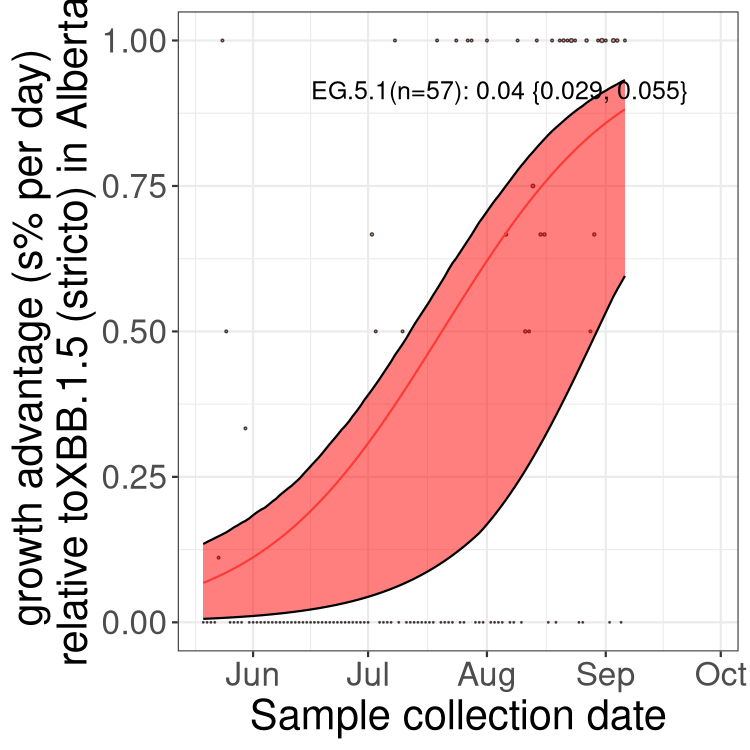 growth advantage (s% per day)
relative toXBB.1.5 (stricto) in Alberta
1.00
0.75
0.50
0.25
0.00
EG.5.1(n=57): 0.04 {0.029, 0.055}
Jun Jul Aug Sep Oct
Sample collection date